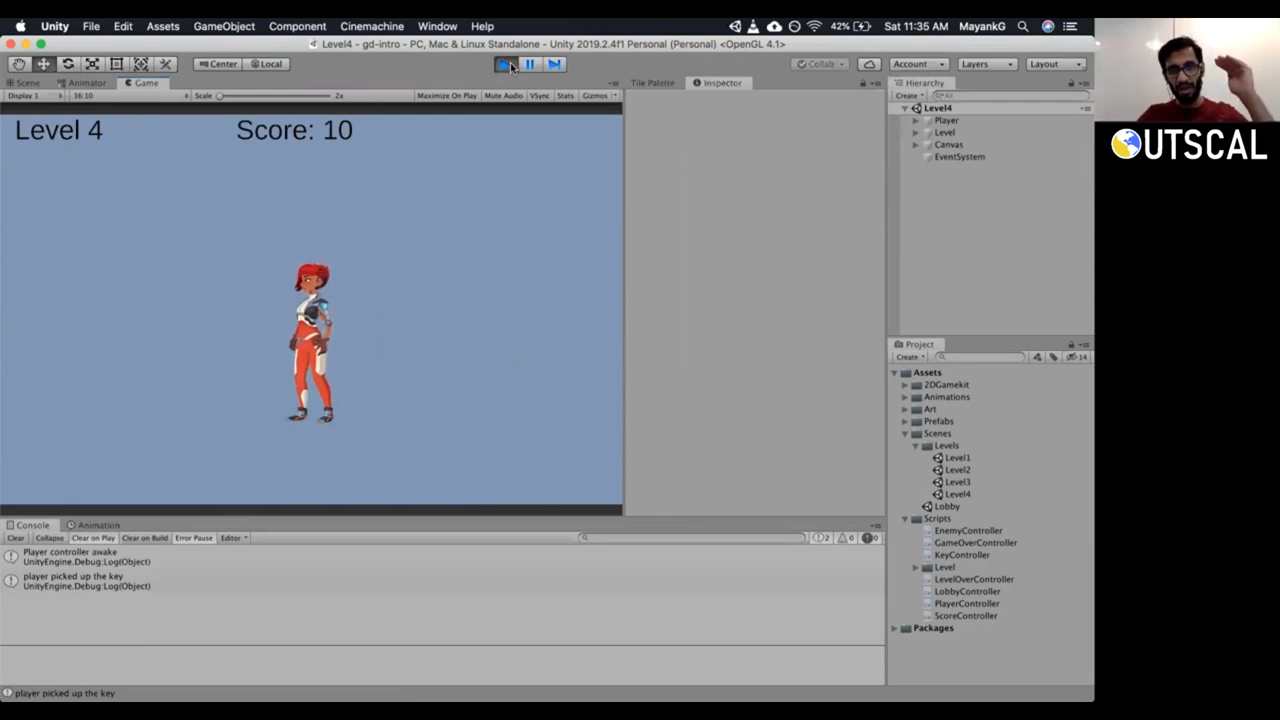 Unity File Edit Assets GameObject Component Cinemachine Window Help 42% Sat 11:35 AM MayankG
Level4 - gd-intro - PC, Mac & Linux Standalone - Unity 2019.2.4f1 Personal (Personal) <OpenGL 4.1>
Center Local Collab Account Layers Layout
Scene Animator Game Tile Palette Inspector Hierarchy
Display 1 16:10 Scale 2x Maximize On Play Mute Audio VSync Stats Gizmos Create All
Level 4 Score: 10
Level4
Player
Level
Canvas
EventSystem
OUTSCAL
Project
Create 14
Assets
2DGamekit
Animations
Art
Prefabs
Scenes
Levels
Level1
Level2
Level3
Level4
Lobby
Scripts
EnemyController
GameOverController
KeyController
Level
LevelOverController
LobbyController
PlayerController
ScoreController
Packages
Console Animation
Clear Collapse Clear on Play Clear on Build Error Pause Editor 2 0 0
Player controller awake
UnityEngine.Debug:Log(Object)
player picked up the key
UnityEngine.Debug:Log(Object)
player picked up the key